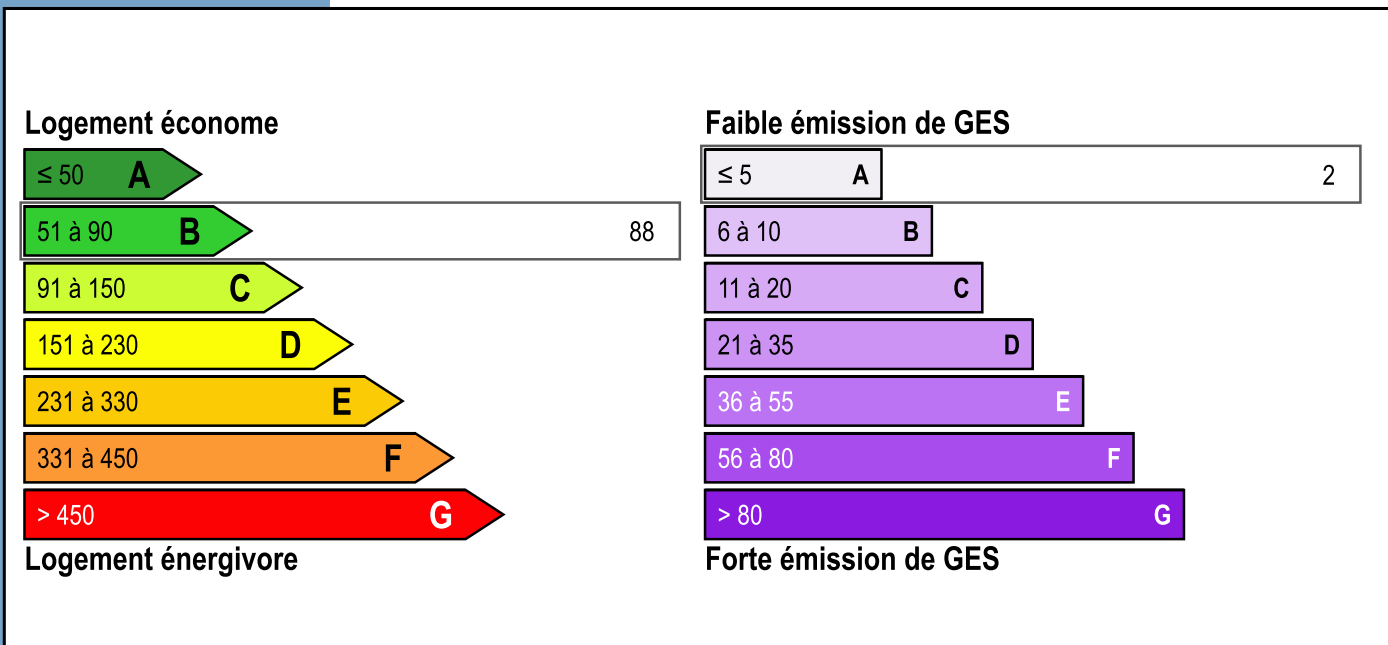 Logement économe
≤ 50 A
51 à 90 B 88
91 à 150 C
151 à 230 D
231 à 330 E
331 à 450 F
> 450 G
Logement énergivore
Faible émission de GES
≤ 5 A 2
6 à 10 B
11 à 20 C
21 à 35 D
36 à 55 E
56 à 80 F
> 80 G
Forte émission de GES